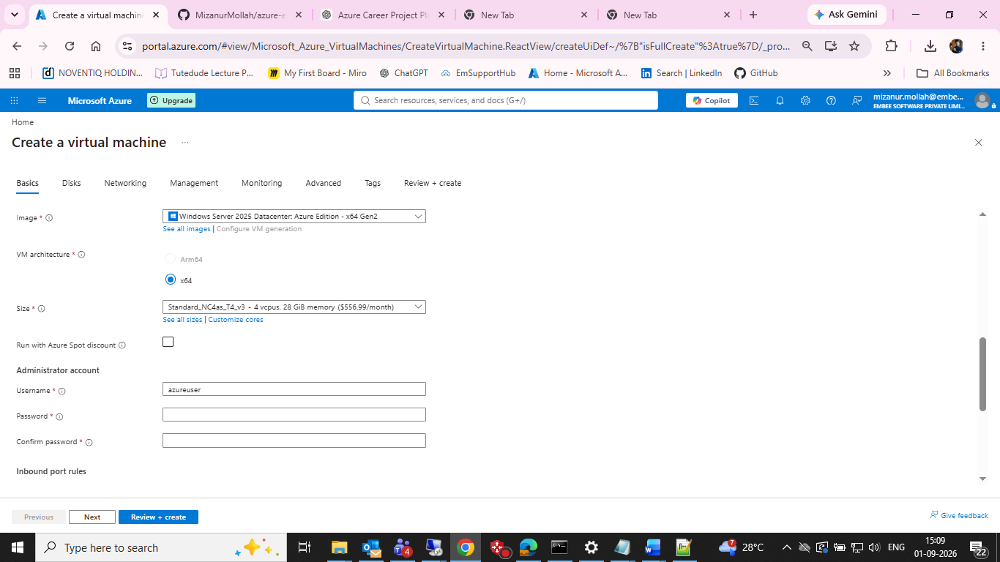 Create a virtual machine
MizanurMollah/azure-e
Azure Career Project Pla
New Tab
New Tab
Ask Gemini
portal.azure.com/#view/Microsoft_Azure_VirtualMachines/CreateVirtualMachine.ReactView/createUiDef~/%7B"isFullCreate"%3Atrue%7D/_pro...
NOVENTIQ HOLDIN...
Tutedude Lecture P...
My First Board - Miro
ChatGPT
EmSupportHub
Home - Microsoft A...
Search | LinkedIn
GitHub
All Bookmarks
Microsoft Azure
Upgrade
Search resources, services, and docs (G+/)
Copilot
mizanur.mollah@embe...
EMBEE SOFTWARE PRIVATE LIMI...
Home
Create a virtual machine ...
Basics
Disks
Networking
Management
Monitoring
Advanced
Tags
Review + create
Image *
Windows Server 2025 Datacenter: Azure Edition - x64 Gen2
See all images | Configure VM generation
VM architecture *
Arm64
x64
Size *
Standard_NC4as_T4_v3 - 4 vcpus, 28 GiB memory ($556.99/month)
See all sizes | Customize cores
Run with Azure Spot discount
Administrator account
Username *
azureuser
Password *
Confirm password *
Inbound port rules
Previous
Next
Review + create
Give feedback
Type here to search
4
7
28°C
ENG
15:09
01-09-2026
22